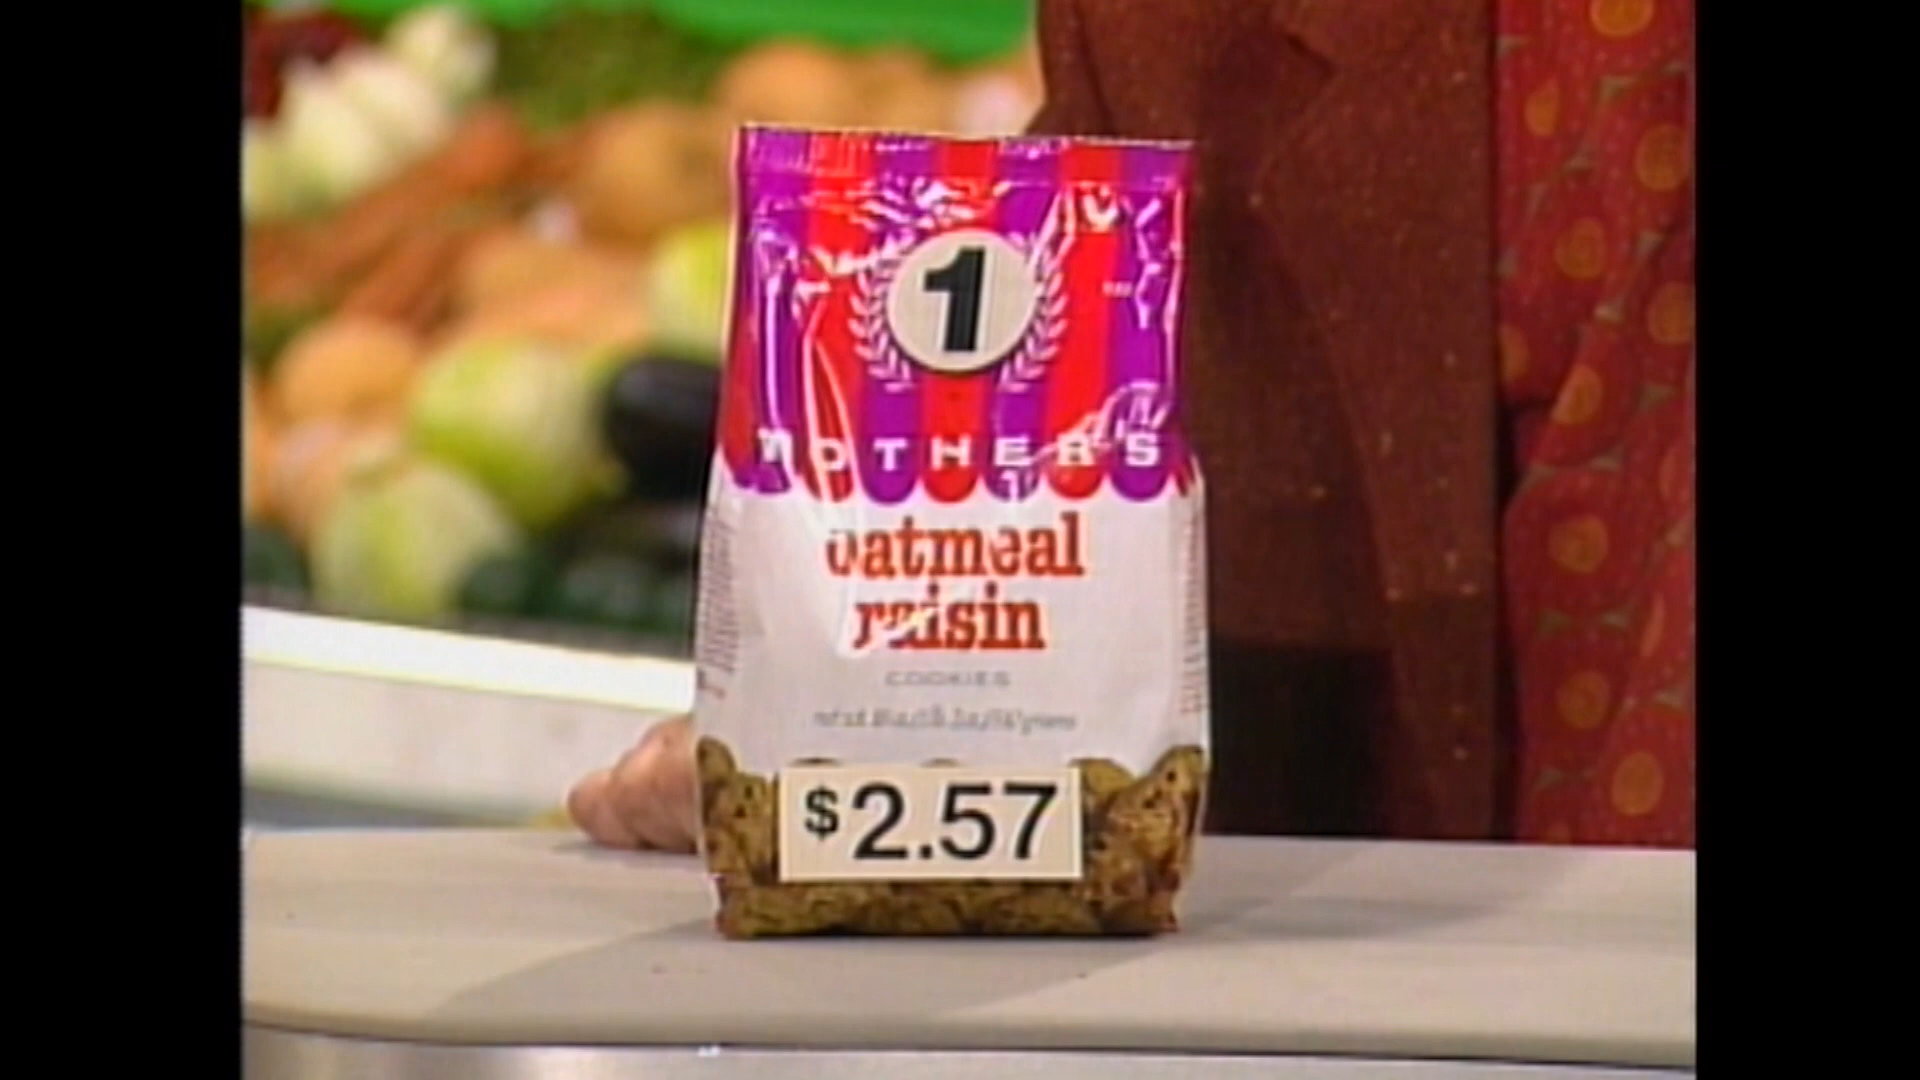 1
MOTHER'S
oatmeal
raisin
COOKIES
$2.57